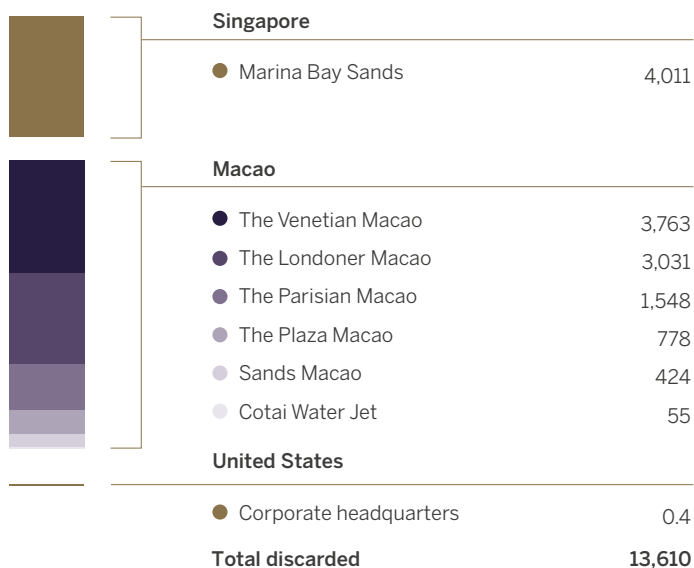 Singapore
Marina Bay Sands 4,011
Macao
The Venetian Macao 3,763
The Londoner Macao 3,031
The Parisian Macao 1,548
The Plaza Macao 778
Sands Macao 424
Cotai Water Jet 55
United States
Corporate headquarters 0.4
Total discarded 13,610